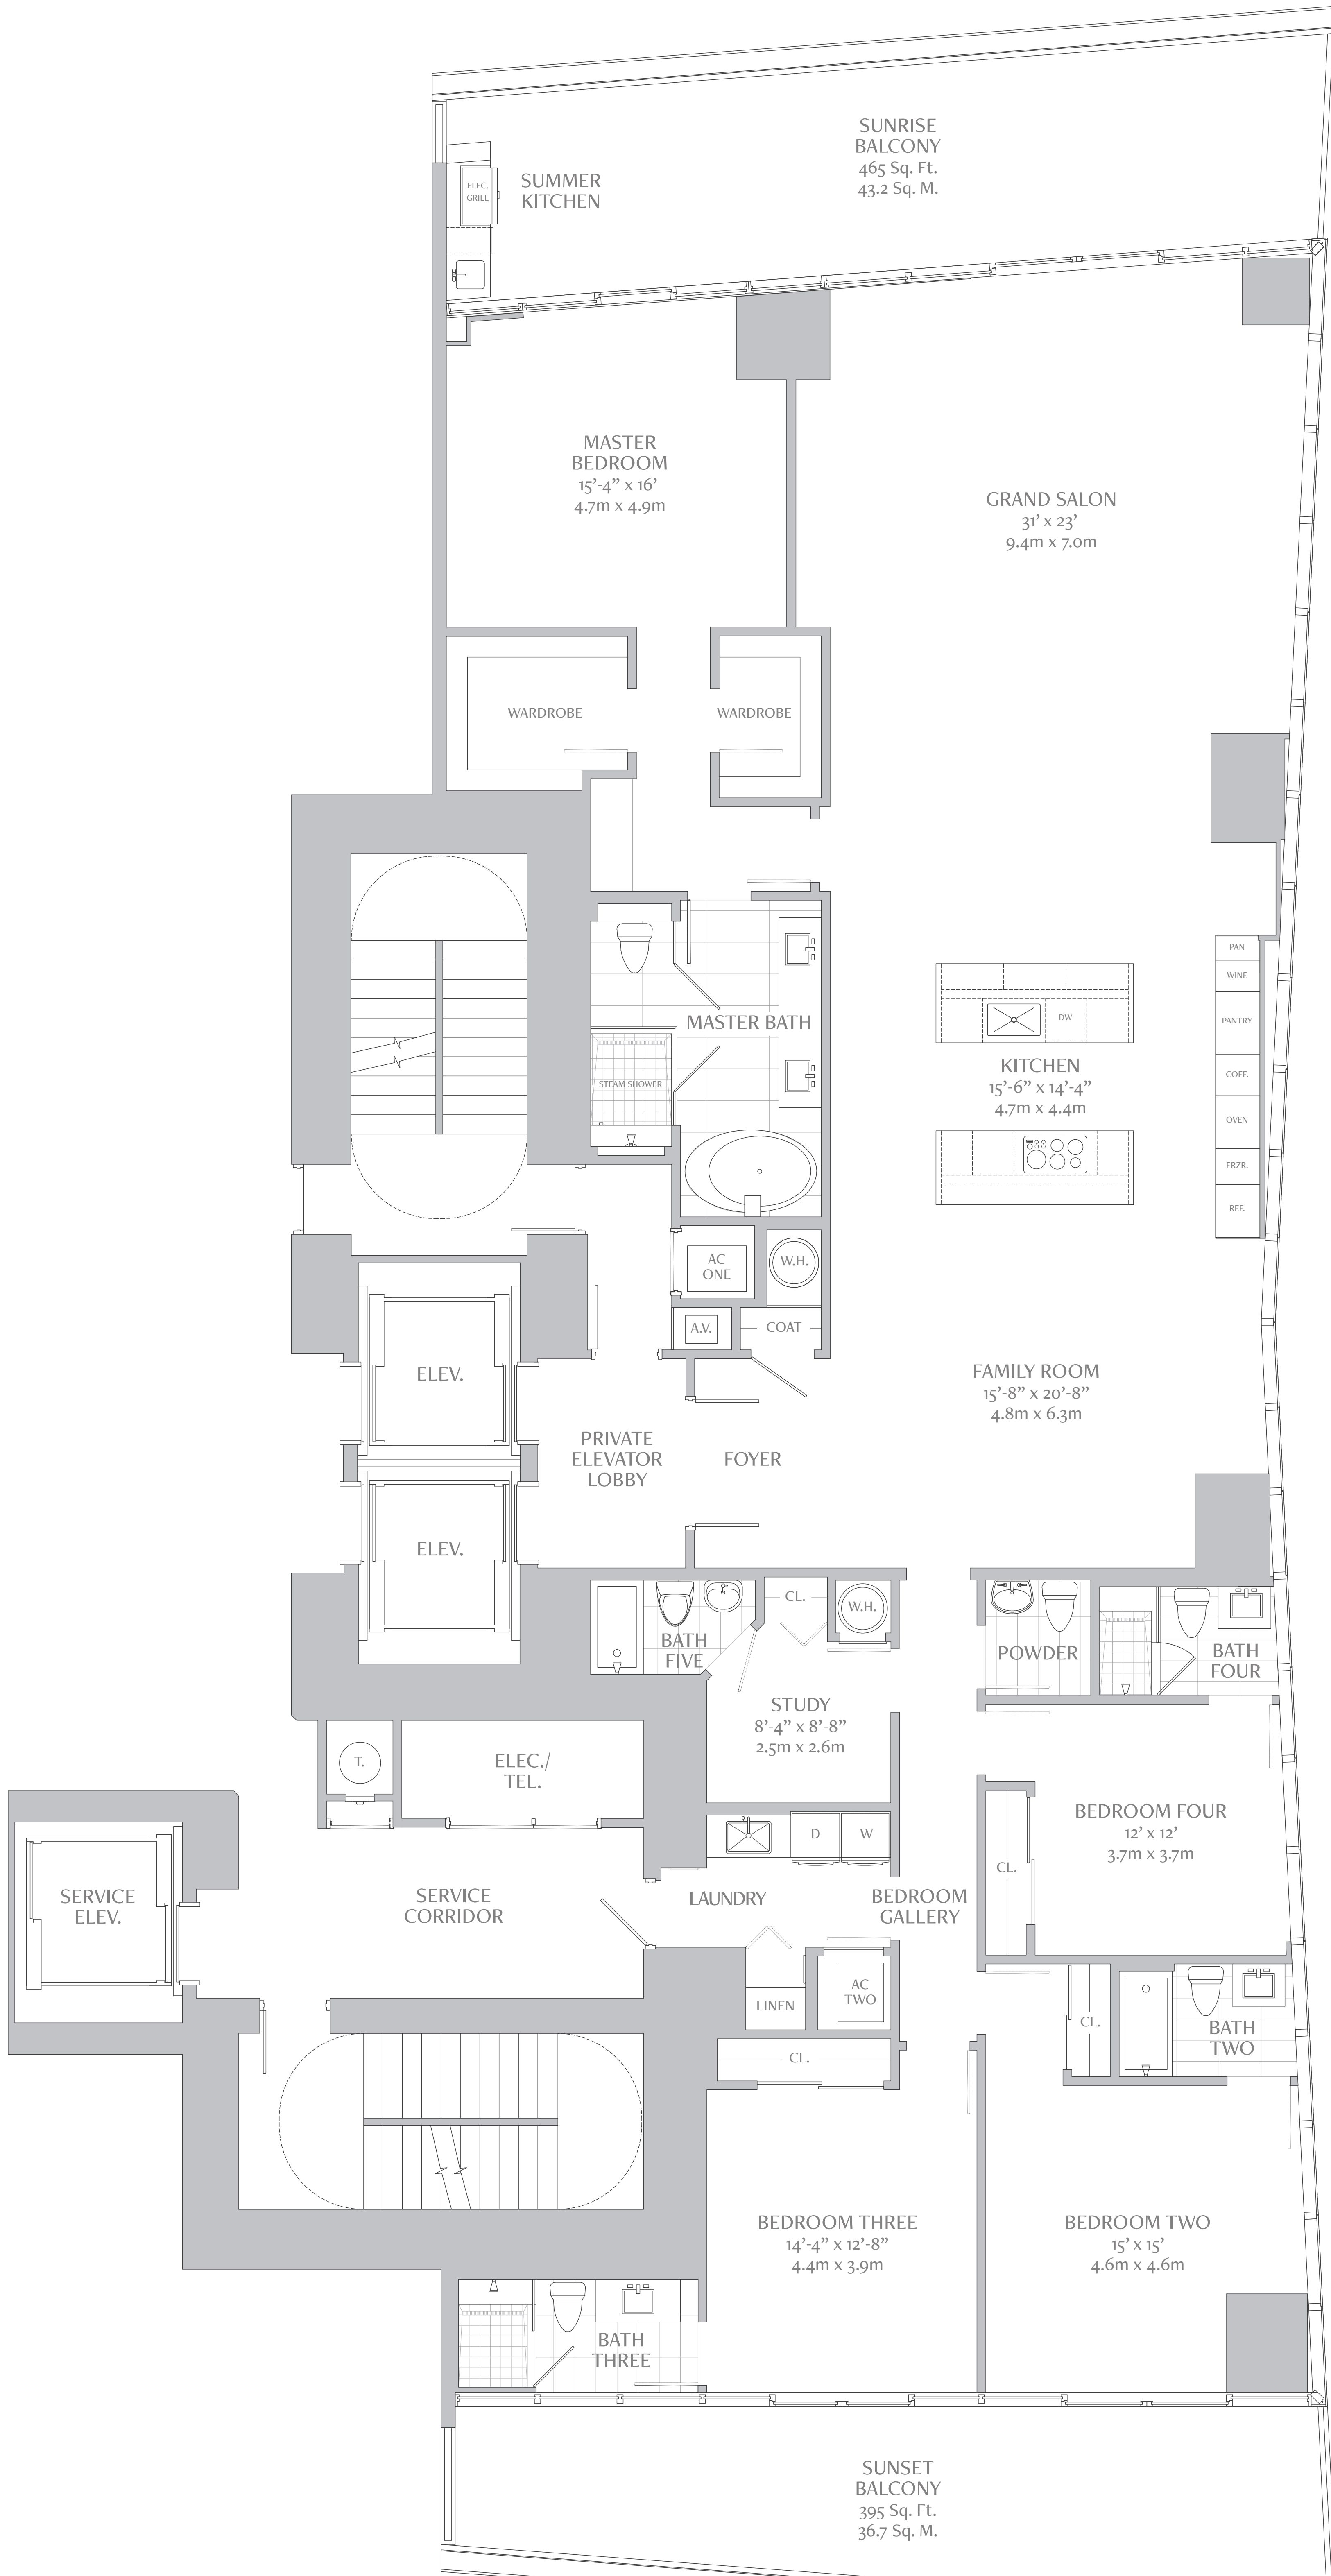 SUNRISE
BALCONY
465 Sq. Ft.
43.2 Sq. M.
ELEC.
GRILL
SUMMER
KITCHEN
MASTER
BEDROOM
15'-4” x 16'
4.7m x 4.9m
GRAND SALON
31' x 23'
9.4m x 7.0m
WARDROBE
WARDROBE
PAN
WINE
PANTRY
COFF.
OVEN
FRZR.
REF.
DW
MASTER BATH
STEAM SHOWER
KITCHEN
15'-6” x 14'-4”
4.7m x 4.4m
AC
ONE
W.H.
A.V.
COAT
ELEV.
FAMILY ROOM
15'-8” x 20'-8”
4.8m x 6.3m
PRIVATE
ELEVATOR
LOBBY
FOYER
ELEV.
CL.
W.H.
BATH
FIVE
POWDER
BATH
FOUR
STUDY
8'-4” x 8'-8”
2.5m x 2.6m
T.
ELEC./
TEL.
BEDROOM FOUR
12' x 12'
3.7m x 3.7m
D
W
CL.
SERVICE
ELEV.
SERVICE
CORRIDOR
LAUNDRY
BEDROOM
GALLERY
AC
TWO
LINEN
CL.
BATH
TWO
CL.
BEDROOM THREE
14'-4” x 12'-8”
4.4m x 3.9m
BEDROOM TWO
15' x 15'
4.6m x 4.6m
BATH
THREE
SUNSET
BALCONY
395 Sq. Ft.
36.7 Sq. M.